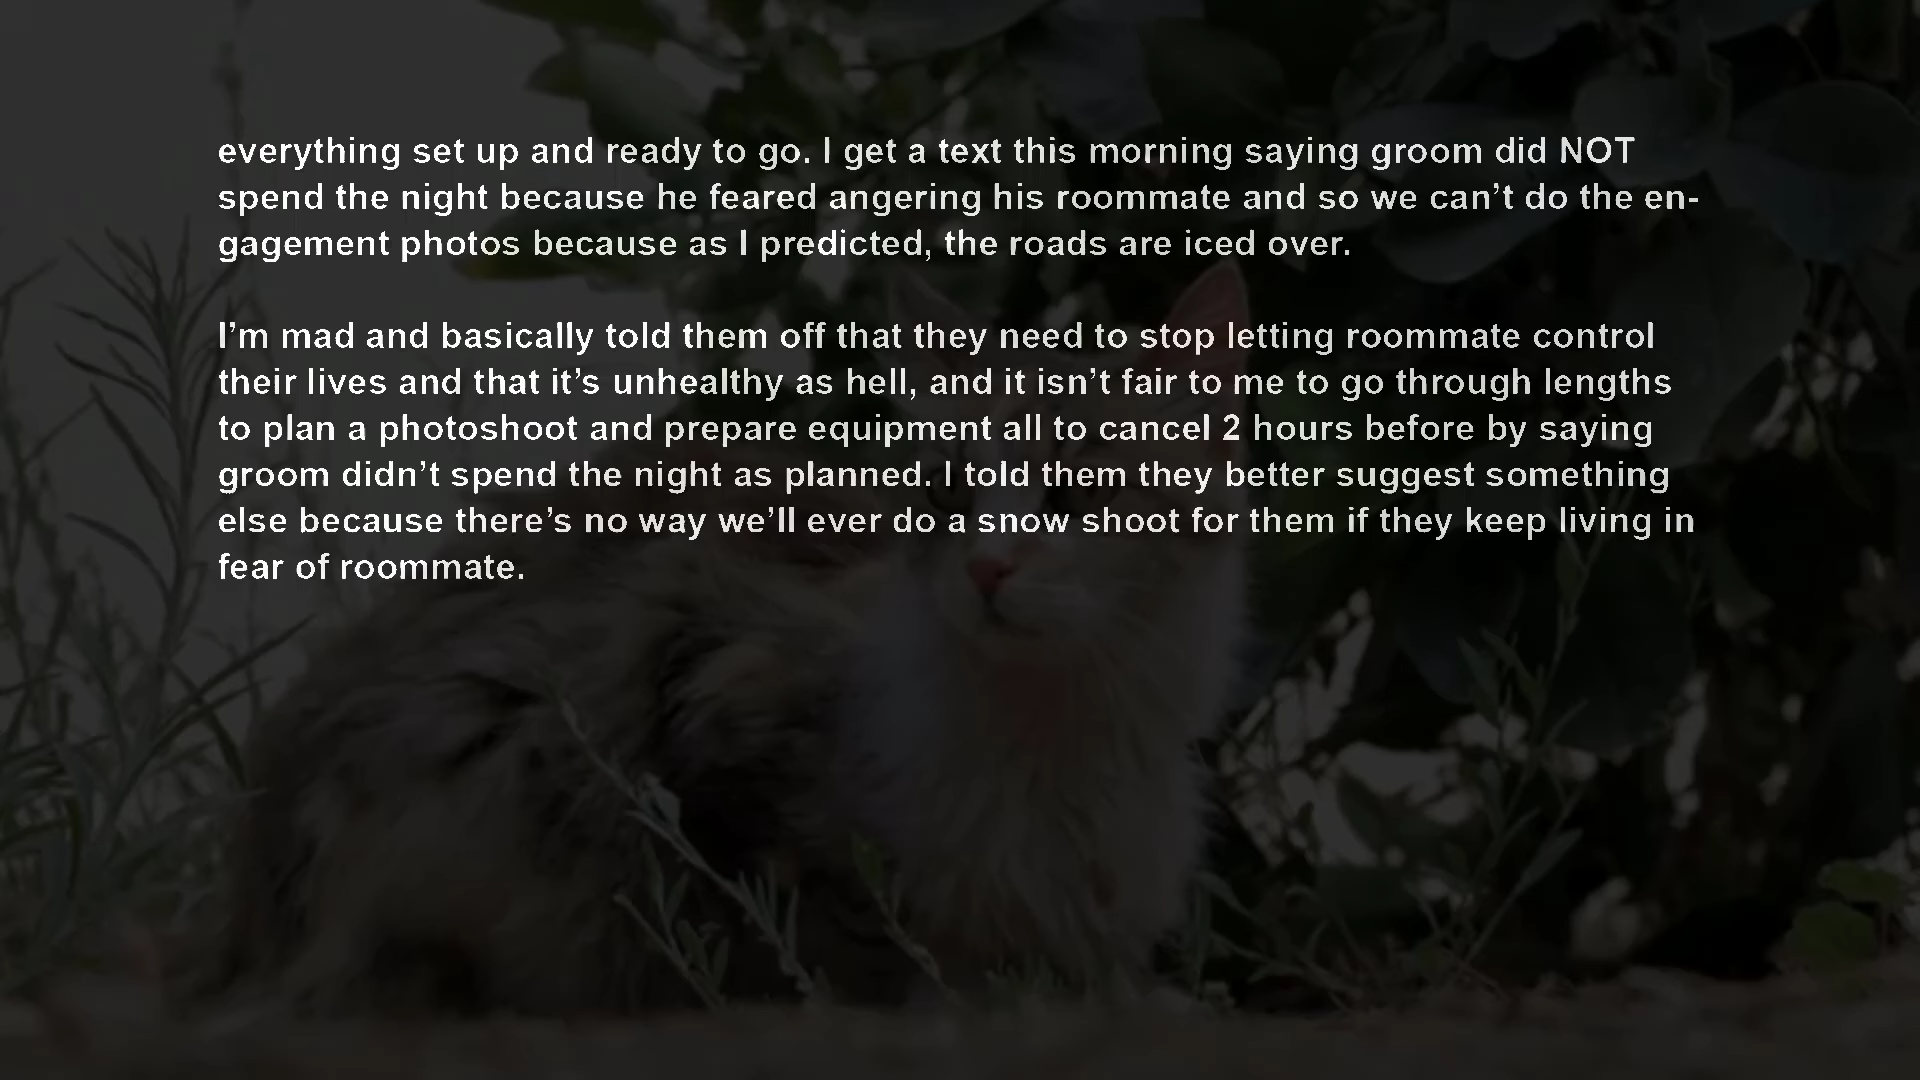 everything set up and ready to go. I get a text this morning saying groom did NOT
spend the night because he feared angering his roommate and so we can’t do the en-
gagement photos because as I predicted, the roads are iced over.
I’m mad and basically told them off that they need to stop letting roommate control
their lives and that it’s unhealthy as hell, and it isn’t fair to me to go through lengths
to plan a photoshoot and prepare equipment all to cancel 2 hours before by saying
groom didn’t spend the night as planned. I told them they better suggest something
else because there’s no way we’ll ever do a snow shoot for them if they keep living in
fear of roommate.